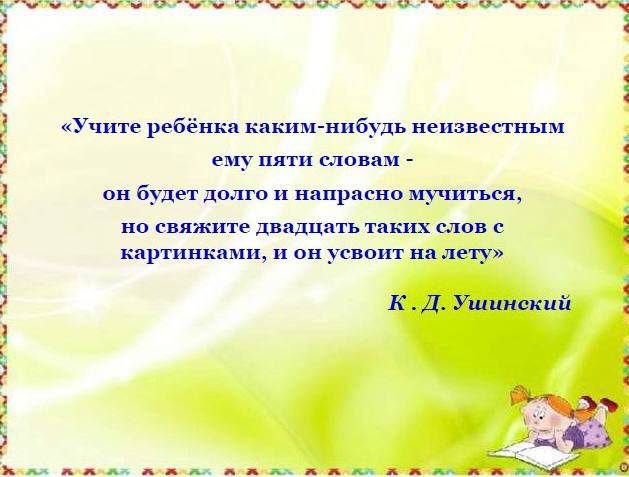 «Учите ребёнка каким-нибудь неизвестным
ему пяти словам -
он будет долго и напрасно мучиться,
но свяжите двадцать таких слов с
картинками, и он усвоит на лету»
К . Д. Ушинский